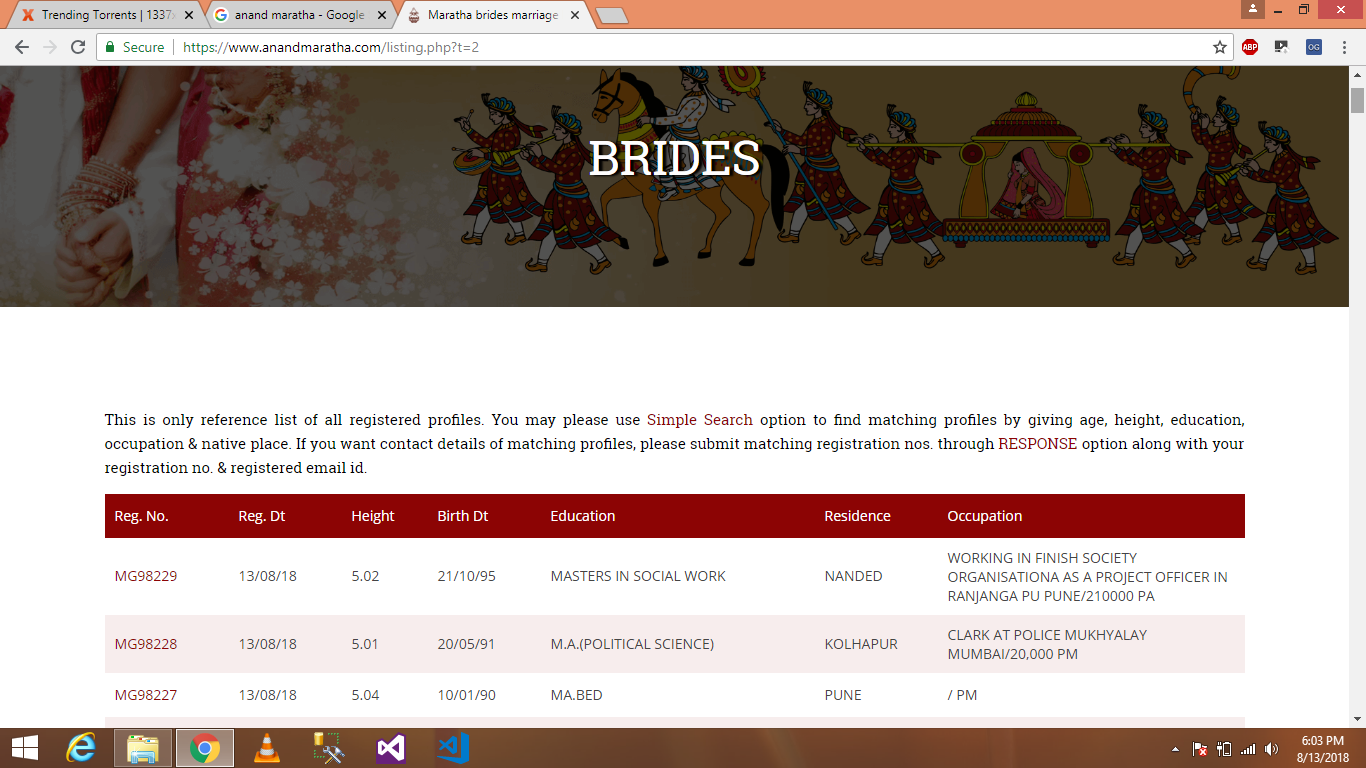 Trending Torrents | 1337x
anand maratha - Google
Maratha brides marriage
Secure
https://www.anandmaratha.com/listing.php?t=2
ABP
OG
BRIDES
This is only reference list of all registered profiles. You may please use Simple Search option to find matching profiles by giving age, height, education,
occupation & native place. If you want contact details of matching profiles, please submit matching registration nos. through RESPONSE option along with your
registration no. & registered email id.
Reg. No. Reg. Dt Height Birth Dt Education Residence Occupation
MG98229 13/08/18 5.02 21/10/95 MASTERS IN SOCIAL WORK NANDED WORKING IN FINISH SOCIETY
ORGANISATIONA AS A PROJECT OFFICER IN
RANJANGA PU PUNE/210000 PA
MG98228 13/08/18 5.01 20/05/91 M.A.(POLITICAL SCIENCE) KOLHAPUR CLARK AT POLICE MUKHYALAY
MUMBAI/20,000 PM
MG98227 13/08/18 5.04 10/01/90 MA.BED PUNE / PM
6:03 PM
8/13/2018